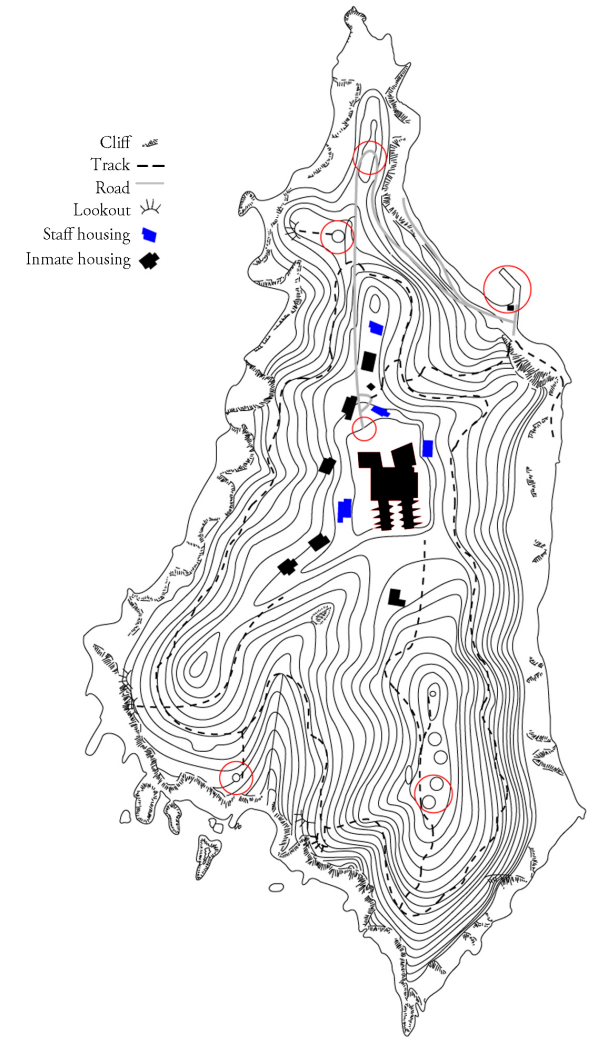 Cliff
Track
Road
Lookout
Staff housing
Inmate housing